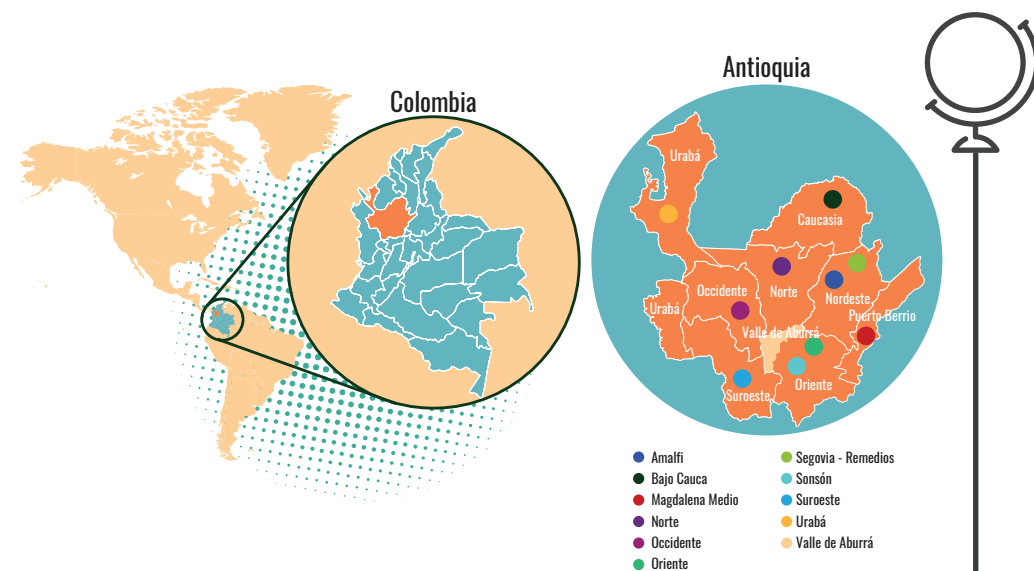 Colombia
Antioquia
Urabá
Caucasia
Occidente
Norte
Nordeste
Urabá
Puerto Berrio
Valle de Aburrá
Suroeste
Oriente
Amalfi
Bajo Cauca
Magdalena Medio
Norte
Occidente
Oriente
Segovia - Remedios
Sonsón
Suroeste
Urabá
Valle de Aburrá